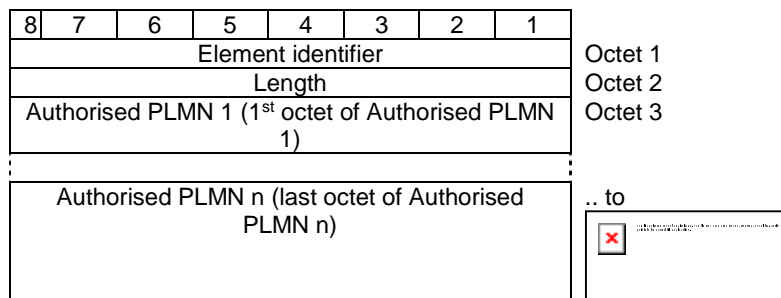 8 7 6 5 4 3 2 1
Element identifier Octet 1
Length Octet 2
Authorised PLMN 1 (1st octet of Authorised PLMN Octet 3
1)
Authorised PLMN n (last octet of Authorised .. to
PLMN n)